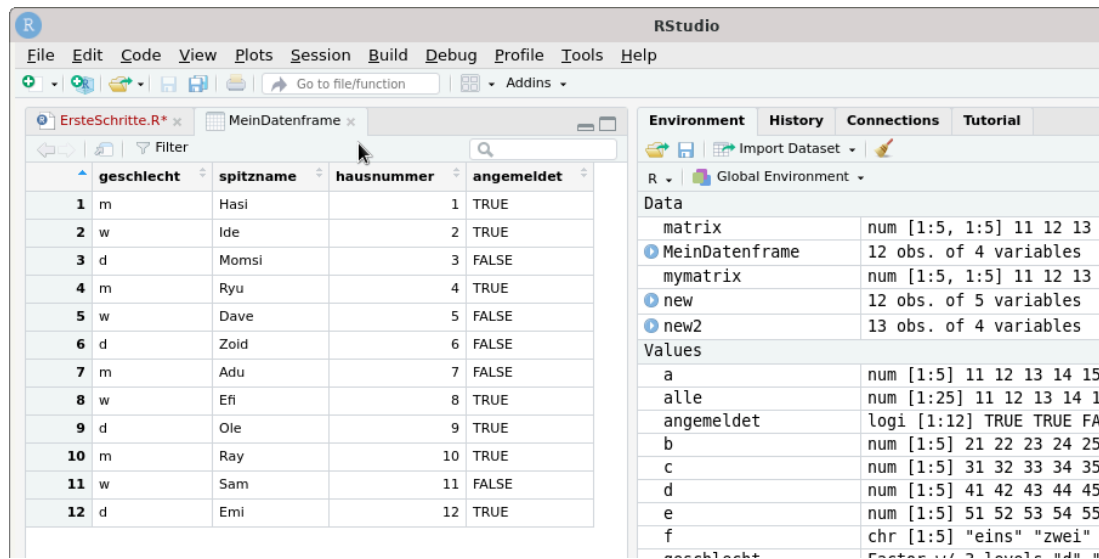 R RStudio
File Edit Code View Plots Session Build Debug Profile Tools Help
Go to file/function Addins
ErsteSchritte.R* MeinDatenframe
Filter
geschlecht spitzname hausnummer angemeldet
1 m Hasi 1 TRUE
2 w Ide 2 TRUE
3 d Momsi 3 FALSE
4 m Ryu 4 TRUE
5 w Dave 5 FALSE
6 d Zoid 6 FALSE
7 m Adu 7 FALSE
8 w Efi 8 TRUE
9 d Ole 9 TRUE
10 m Ray 10 TRUE
11 w Sam 11 FALSE
12 d Emi 12 TRUE
Environment History Connections Tutorial
Import Dataset
R Global Environment
Data
matrix num [1:5, 1:5] 11 12 13
MeinDatenframe 12 obs. of 4 variables
mymatrix num [1:5, 1:5] 11 12 13
new 12 obs. of 5 variables
new2 13 obs. of 4 variables
Values
a num [1:5] 11 12 13 14 15
alle num [1:25] 11 12 13 14 1
angemeldet logi [1:12] TRUE TRUE FA
b num [1:5] 21 22 23 24 25
c num [1:5] 31 32 33 34 35
d num [1:5] 41 42 43 44 45
e num [1:5] 51 52 53 54 55
f chr [1:5] "eins" "zwei"
geschlecht Factor w/ 3 levels "d"